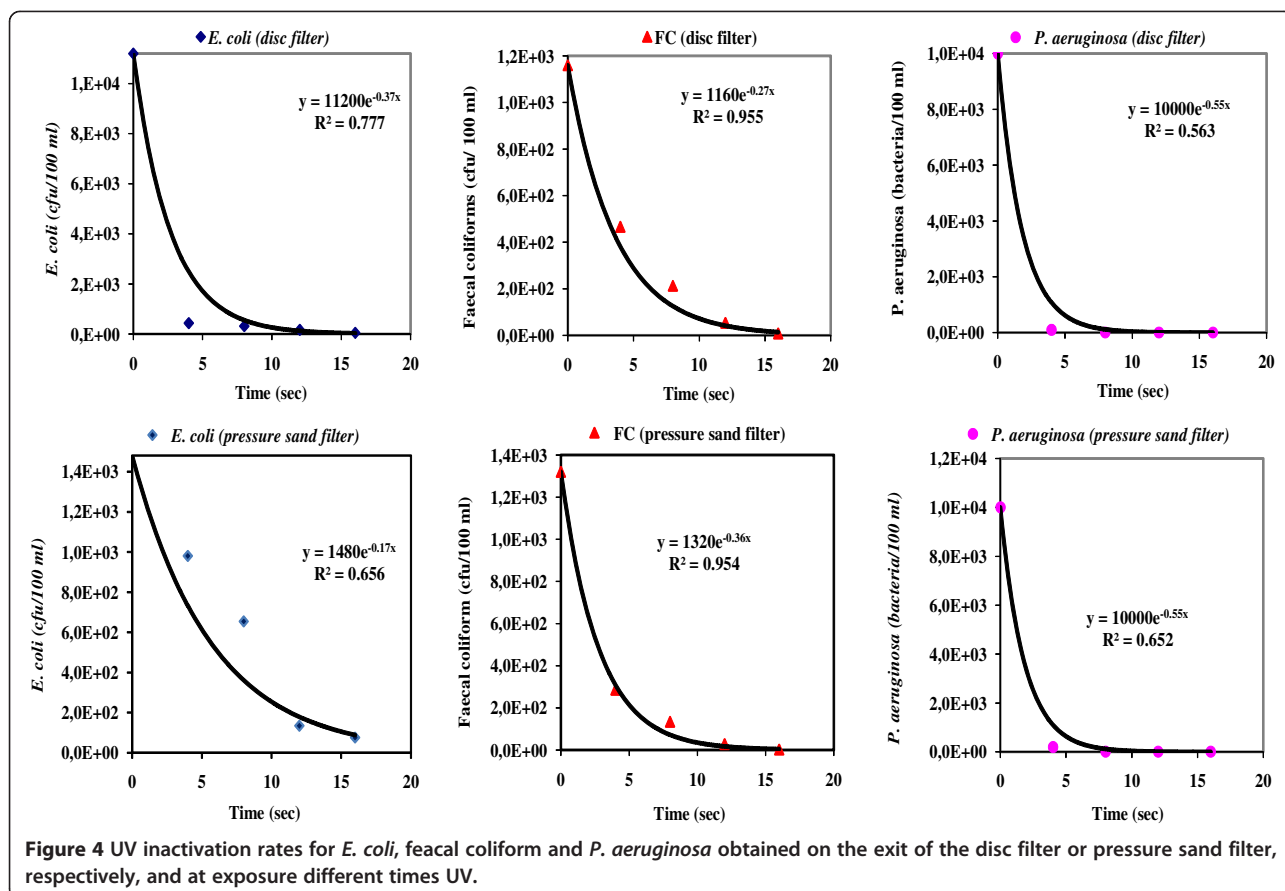 E. coli (disc filter)
1,E+04
8,E+03
6,E+03
4,E+03
2,E+03
0,E+00
E. coli (cfu/100 ml)
y = 11200e^-0.37x
R² = 0.777
0 5 10 15 20
Time (sec)
FC (disc filter)
1,2E+03
1,0E+03
8,0E+02
6,0E+02
4,0E+02
2,0E+02
0,0E+00
Faecal coliforms (cfu/ 100 ml)
y = 1160e^-0.27x
R² = 0.955
0 5 10 15 20
Time (sec)
P. aeruginosa (disc filter)
1,0E+04
8,0E+03
6,0E+03
4,0E+03
2,0E+03
0,0E+00
P. aeruginosa (bacteria/100 ml)
y = 10000e^-0.55x
R² = 0.563
0 5 10 15 20
Time (sec)
E. coli (pressure sand filter)
1,4E+03
1,2E+03
1,0E+03
8,0E+02
6,0E+02
4,0E+02
2,0E+02
0,0E+00
E. coli (cfu/100 ml)
y = 1480e^-0.17x
R² = 0.656
0 5 10 15 20
Time (sec)
FC (pressure sand filter)
1,4E+03
1,2E+03
1,0E+03
8,0E+02
6,0E+02
4,0E+02
2,0E+02
0,0E+00
Faecal coliform (cfu/100 ml)
y = 1320e^-0.36x
R² = 0.954
0 5 10 15 20
Time (sec)
P. aeruginosa (pressure sand filter)
1,2E+04
1,0E+04
8,0E+03
6,0E+03
4,0E+03
2,0E+03
0,0E+00
P. aeruginosa (bacteria/100 ml)
y = 10000e^-0.55x
R² = 0.652
0 5 10 15 20
Time (sec)
Figure 4 UV inactivation rates for E. coli, feacal coliform and P. aeruginosa obtained on the exit of the disc filter or pressure sand filter,
respectively, and at exposure different times UV.